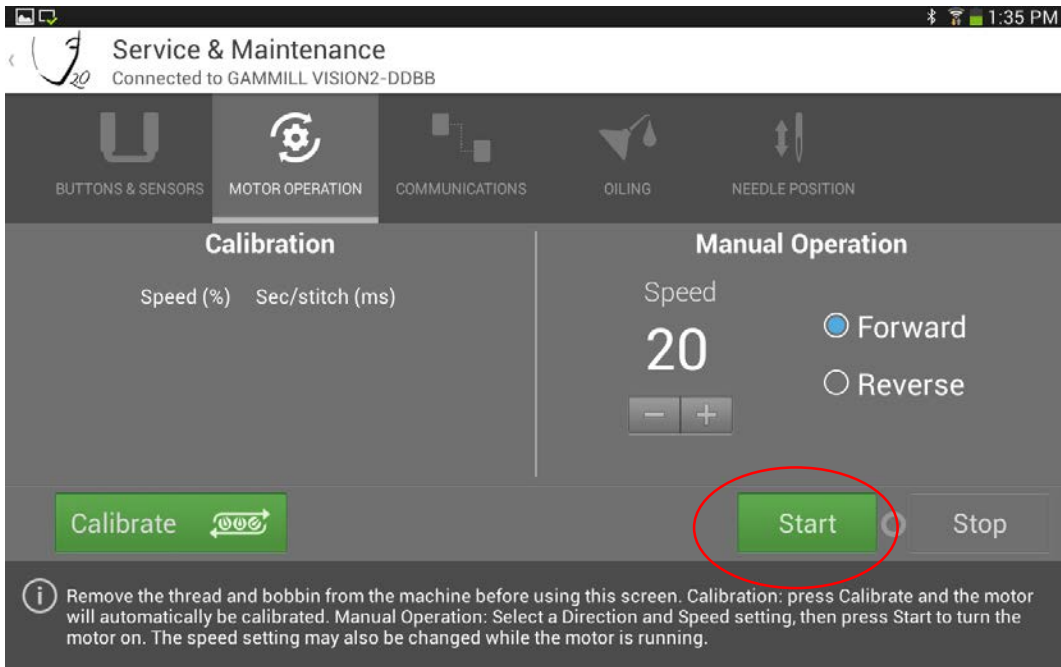 1:35 PM
20
Service & Maintenance
Connected to GAMMILL VISION2-DDBB
BUTTONS & SENSORS
MOTOR OPERATION
COMMUNICATIONS
OILING
NEEDLE POSITION
Calibration
Speed (%) Sec/stitch (ms)
Manual Operation
Speed
20
Forward
Reverse
Calibrate
Start
Stop
Remove the thread and bobbin from the machine before using this screen. Calibration: press Calibrate and the motor
will automatically be calibrated. Manual Operation: Select a Direction and Speed setting, then press Start to turn the
motor on. The speed setting may also be changed while the motor is running.